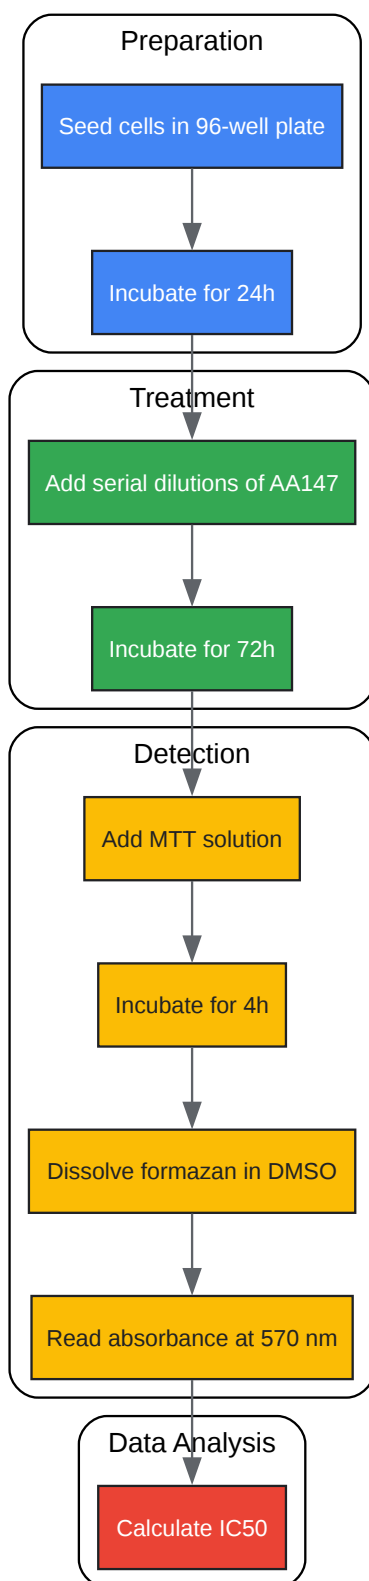 Preparation
Seed cells in 96-well plate
Incubate for 24h
Treatment
Add serial dilutions of AA147
Incubate for 72h
Detection
Add MTT solution
Incubate for 4h
Dissolve formazan in DMSO
Read absorbance at 570 nm
Data Analysis
Calculate IC50